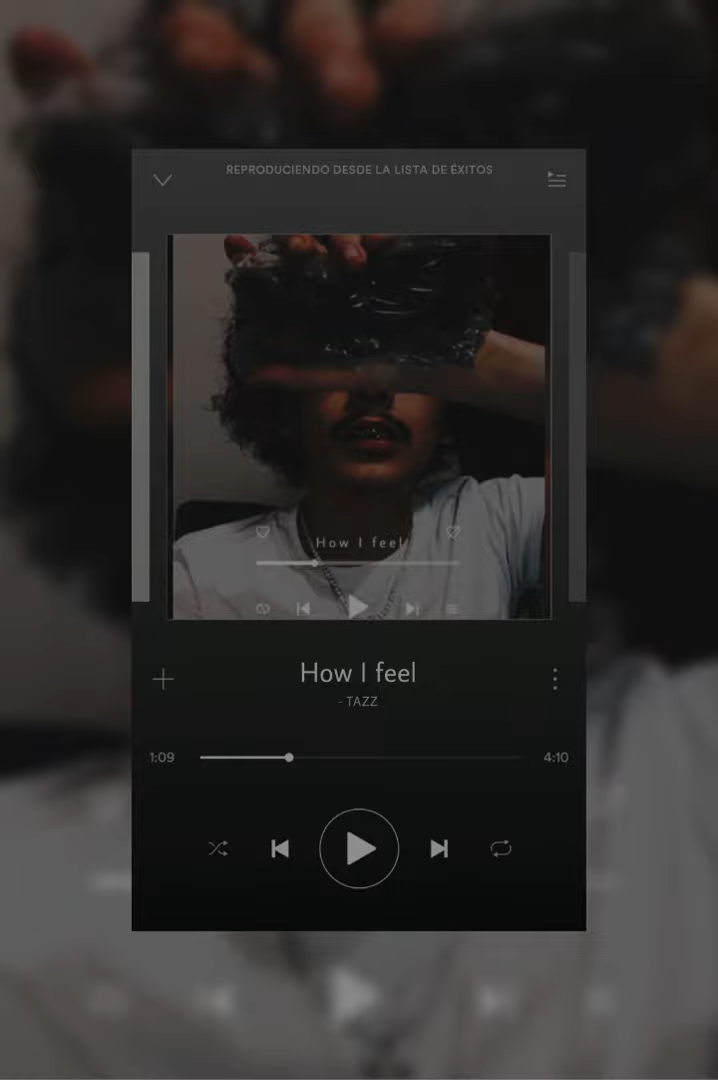 REPRODUCIENDO DESDE LA LISTA DE ÉXITOS
How I feel
How I feel
- TAZZ
1:09
4:10